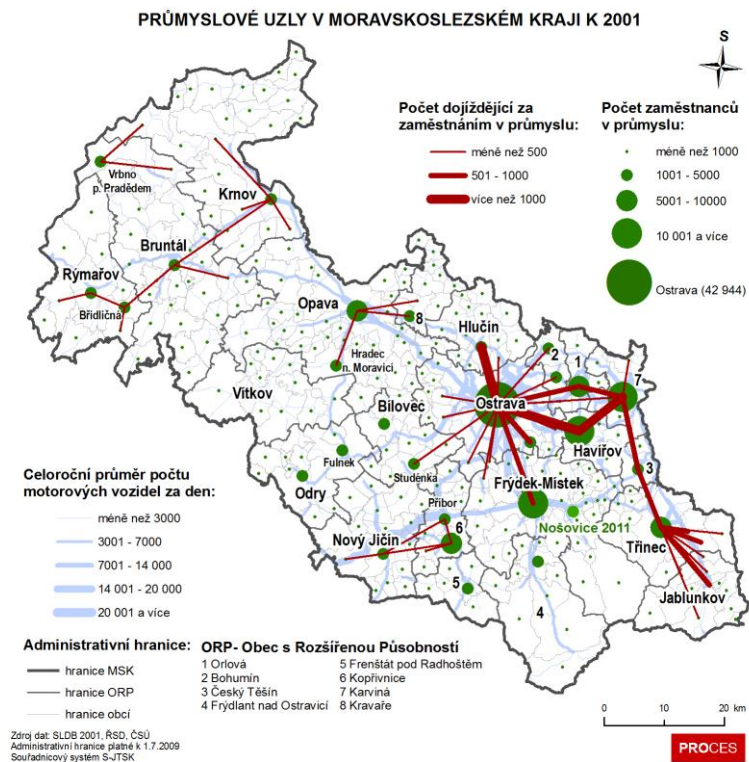 PRŮMYSLOVÉ UZLY V MORAVSKOSLEZSKÉM KRAJI K 2001
S
Počet dojíždějící za
zaměstnáním v průmyslu:
méně než 500
501 - 1000
více než 1000
Počet zaměstnanců
v průmyslu:
méně než 1000
1001 - 5000
5001 - 10000
10 001 a více
Ostrava (42 944)
Vrbno
p. Pradědem
Krnov
Bruntál
Rýmařov
Břidličná
Opava
8
Hlučín
2
1
7
Hradec
n. Moravicí
Vítkov
Ostrava
Bílovec
Havířov
Fulnek
Studénka
3
Odry
Frýdek-Místek
Příbor
Nošovice 2011
Nový Jičín
6
Třinec
5
4
Jablunkov
Celoroční průměr počtu
motorových vozidel za den:
méně než 3000
3001 - 7000
7001 - 14 000
14 001 - 20 000
20 001 a více
Administrativní hranice:
hranice MSK
hranice ORP
hranice obcí
ORP- Obec s Rozšířenou Působností
1 Orlová
2 Bohumín
3 Český Těšín
4 Frýdlant nad Ostravicí
5 Frenštát pod Radhoštěm
6 Kopřivnice
7 Karviná
8 Kravaře
0 10 20 km
Zdroj dat: SLDB 2001, ŘSD, ČSÚ
Administrativní hranice platné k 1.7.2009
Souřadnicový systém S-JTSK
PROCES